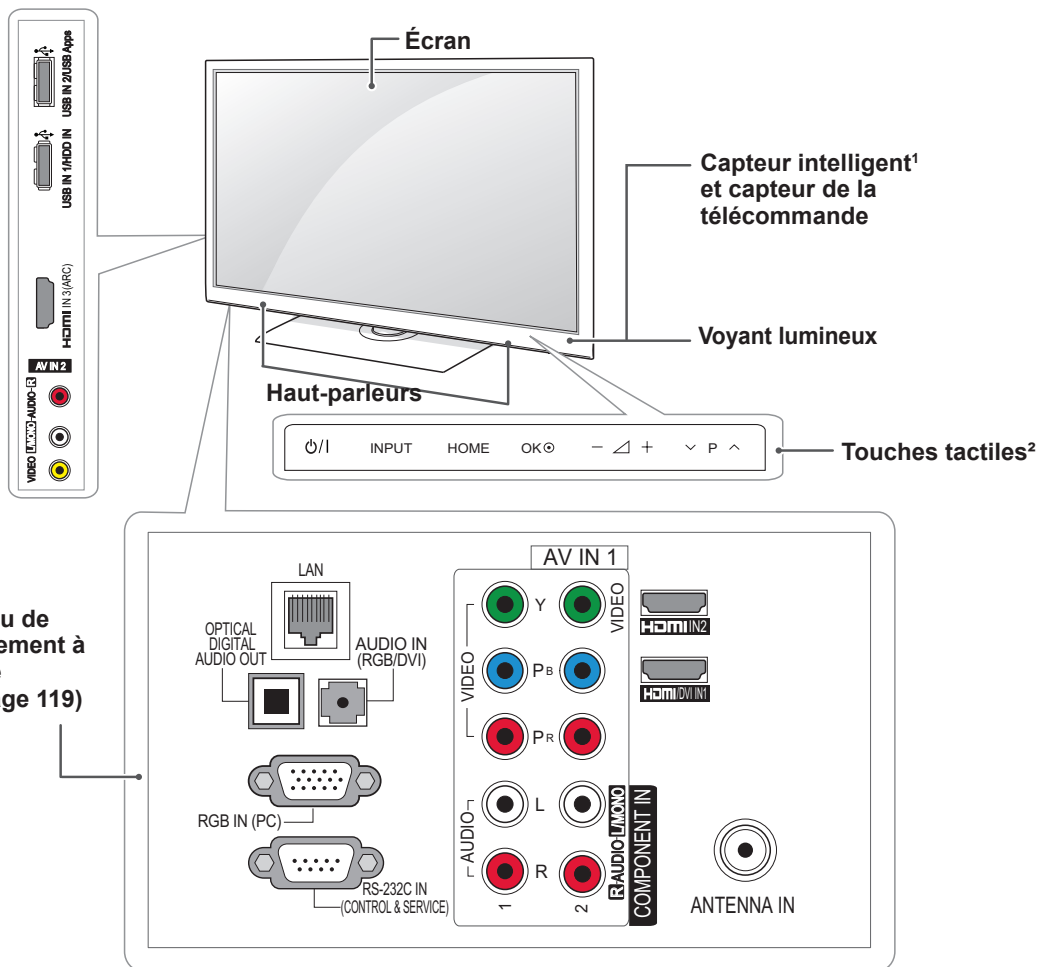 Écran
USB IN 2/USB Apps
USB IN 1/HDD IN
HDMI IN 3(ARC)
AV IN 2
VIDEO L/MONO-AUDIO-R
Capteur intelligent¹
et capteur de la
télécommande
Voyant lumineux
Haut-parleurs
⏻/I INPUT HOME OK⊙ − ⊿ + ∨ P ∧
Touches tactiles²
u de
ement à
e
ge 119)
LAN
OPTICAL
DIGITAL
AUDIO OUT
AUDIO IN
(RGB/DVI)
RGB IN (PC)
RS-232C IN
(CONTROL & SERVICE)
AV IN 1
VIDEO
Y
PB
PR
VIDEO
AUDIO
L
R
1
2
R AUDIO-L/MONO
COMPONENT IN
HDMI IN2
HDMI/DVI IN1
ANTENNA IN